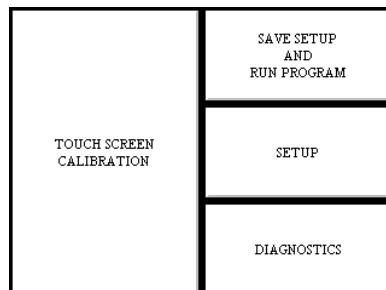 TOUCH SCREEN
CALIBRATION
SAVE SETUP
AND
RUN PROGRAM
SETUP
DIAGNOSTICS